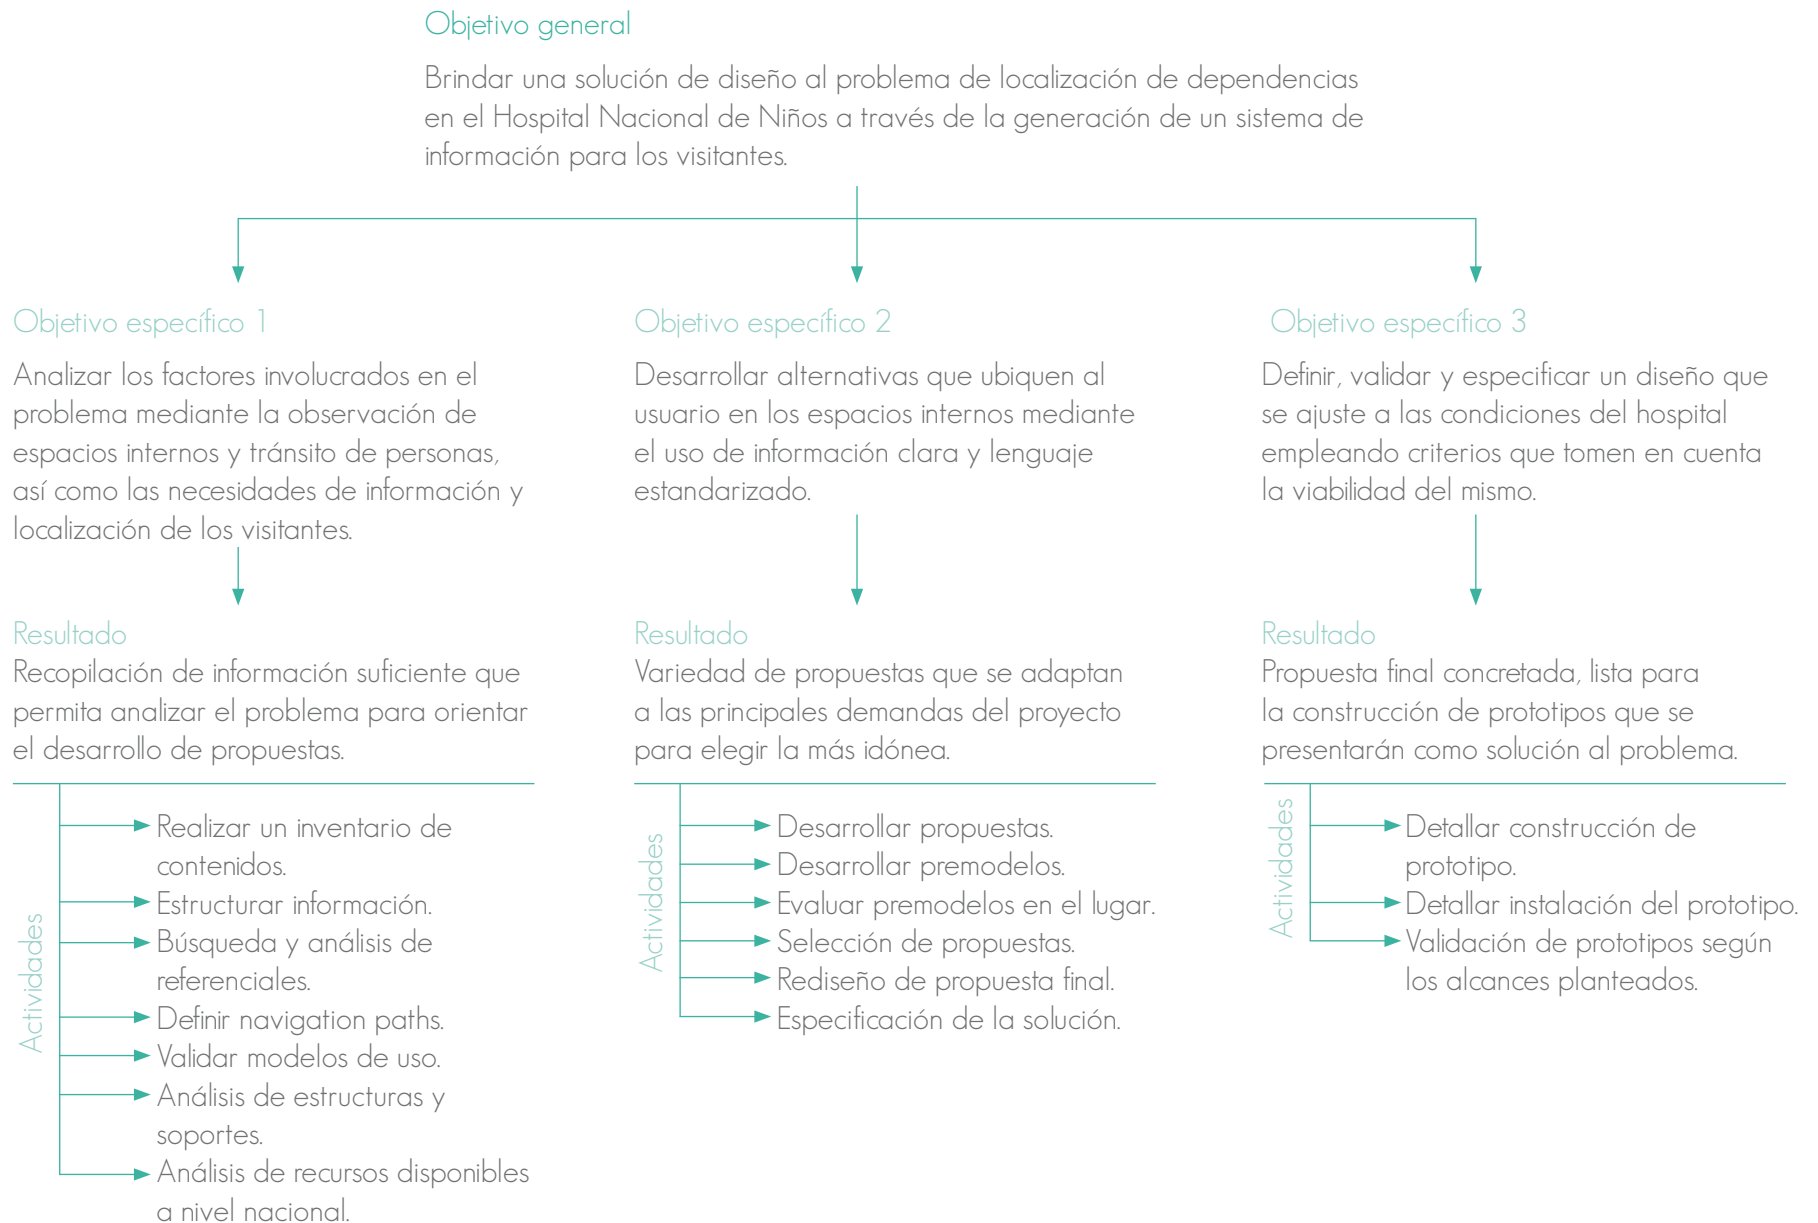 Objetivo general
Brindar una solución de diseño al problema de localización de dependencias
en el Hospital Nacional de Niños a través de la generación de un sistema de
información para los visitantes.
Objetivo específico 1
Analizar los factores involucrados en el
problema mediante la observación de
espacios internos y tránsito de personas,
así como las necesidades de información y
localización de los visitantes.
Resultado
Recopilación de información suficiente que
permita analizar el problema para orientar
el desarrollo de propuestas.
Actividades
Realizar un inventario de
contenidos.
Estructurar información.
Búsqueda y análisis de
referenciales.
Definir navigation paths.
Validar modelos de uso.
Análisis de estructuras y
soportes.
Análisis de recursos disponibles
a nivel nacional.
Objetivo específico 2
Desarrollar alternativas que ubiquen al
usuario en los espacios internos mediante
el uso de información clara y lenguaje
estandarizado.
Resultado
Variedad de propuestas que se adaptan
a las principales demandas del proyecto
para elegir la más idónea.
Actividades
Desarrollar propuestas.
Desarrollar premodelos.
Evaluar premodelos en el lugar.
Selección de propuestas.
Rediseño de propuesta final.
Especificación de la solución.
Objetivo específico 3
Definir, validar y especificar un diseño que
se ajuste a las condiciones del hospital
empleando criterios que tomen en cuenta
la viabilidad del mismo.
Resultado
Propuesta final concretada, lista para
la construcción de prototipos que se
presentarán como solución al problema.
Actividades
Detallar construcción de
prototipo.
Detallar instalación del prototipo.
Validación de prototipos según
los alcances planteados.